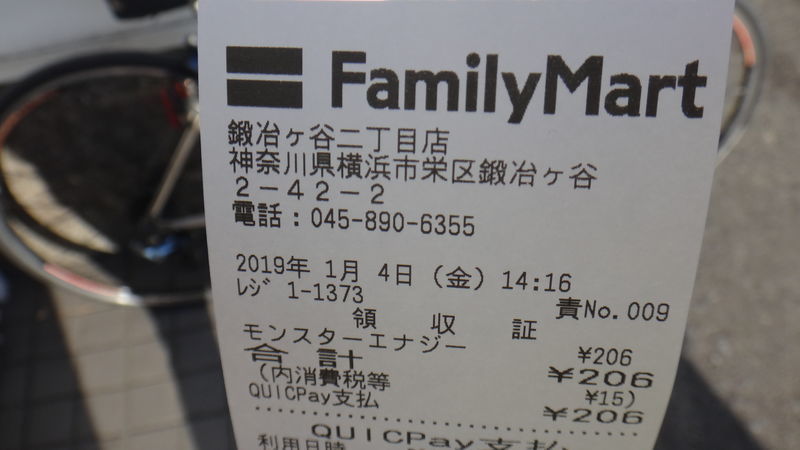 FamilyMart
鍛冶ヶ谷二丁目店
神奈川県横浜市栄区鍛冶ヶ谷
2-42-2
電話:045-890-6355
2019年 1月 4日 (金) 14:16
レジ 1-1373 責No.009
領 収 証
モンスターエナジー ¥206
合 計 ¥206
(内消費税等 ¥15)
QUICPay支払 ¥206
QUICPay支払
利用日時